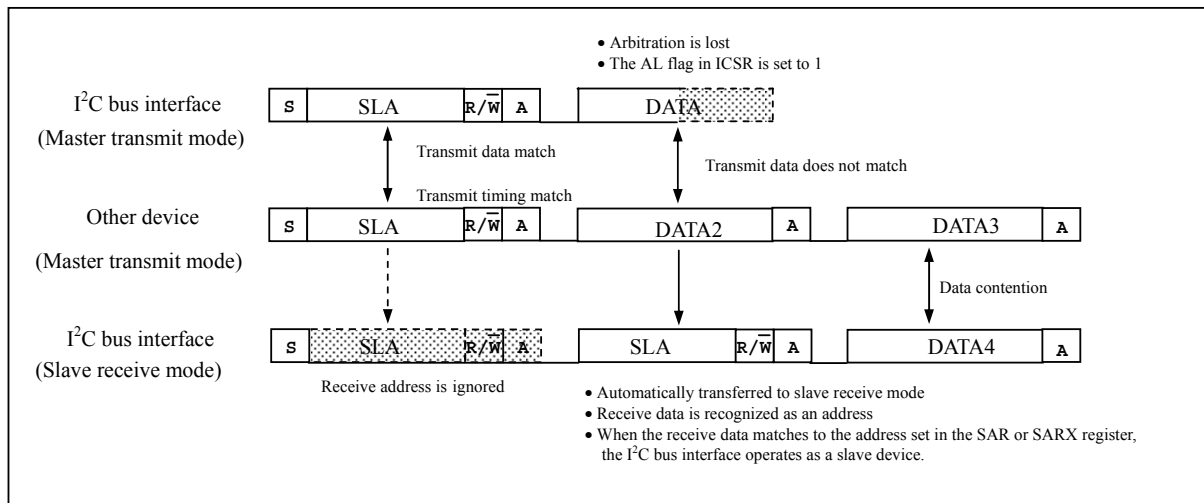 • Arbitration is lost
• The AL flag in ICSR is set to 1
I²C bus interface
(Master transmit mode)
S SLA R/W̅ A DATA
Transmit data match
Transmit data does not match
Transmit timing match
Other device
(Master transmit mode)
S SLA R/W̅ A DATA2 A DATA3 A
Data contention
I²C bus interface
(Slave receive mode)
S SLA R/W̅ A SLA R/W̅ A DATA4 A
Receive address is ignored
• Automatically transferred to slave receive mode
• Receive data is recognized as an address
• When the receive data matches to the address set in the SAR or SARX register,
the I²C bus interface operates as a slave device.